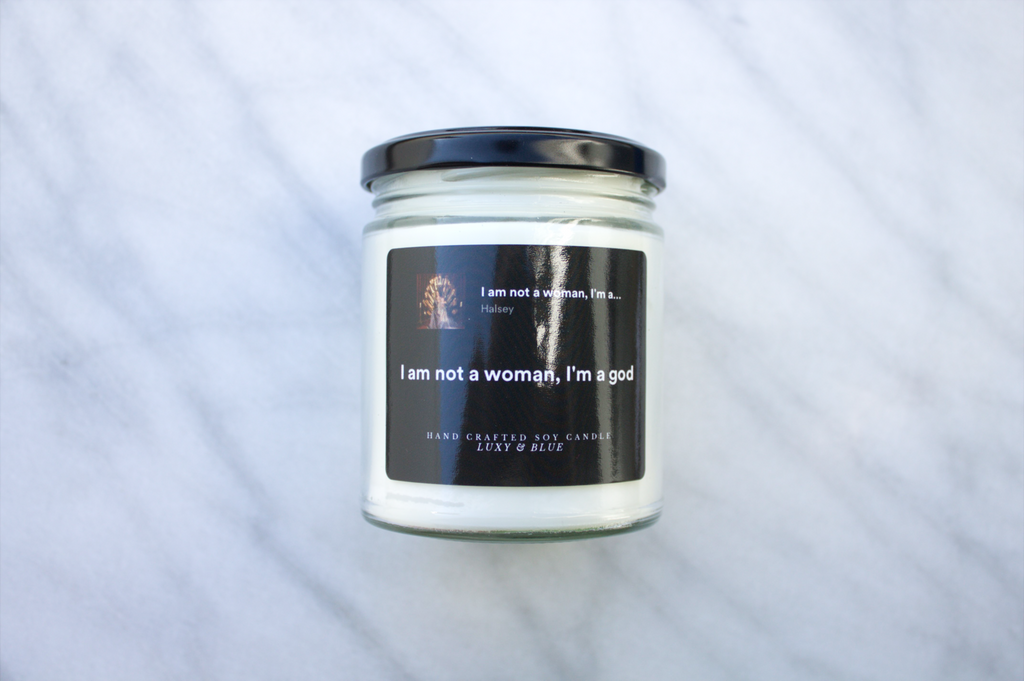 I am not a woman, I'm a...
Halsey
I am not a woman, I'm a god
HAND CRAFTED SOY CANDLE
LUXY & BLUE